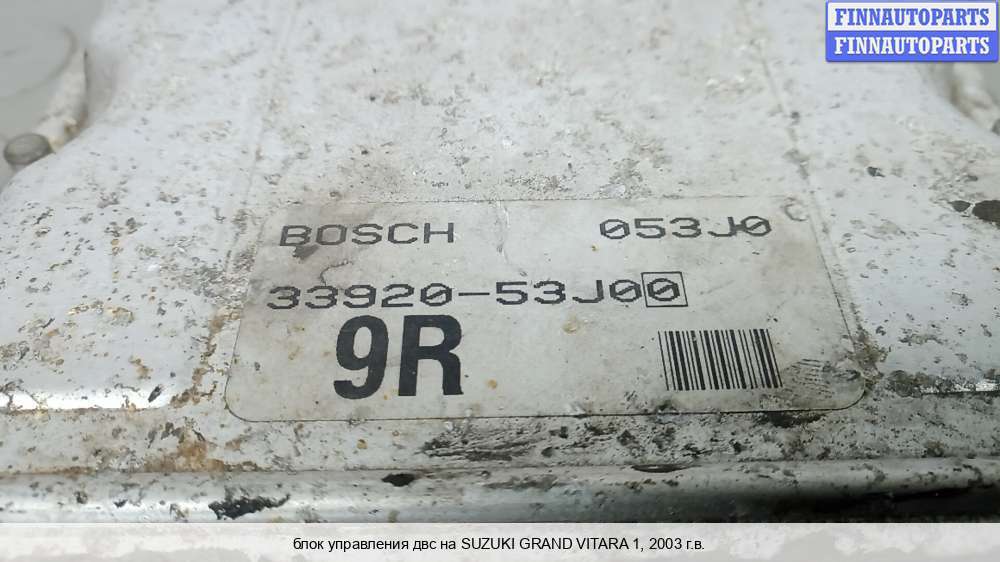 FINNAUTOPARTS
FINNAUTOPARTS
BOSCH 053J0
33920-53J00
9R
блок управления двс на SUZUKI GRAND VITARA 1, 2003 г.в.